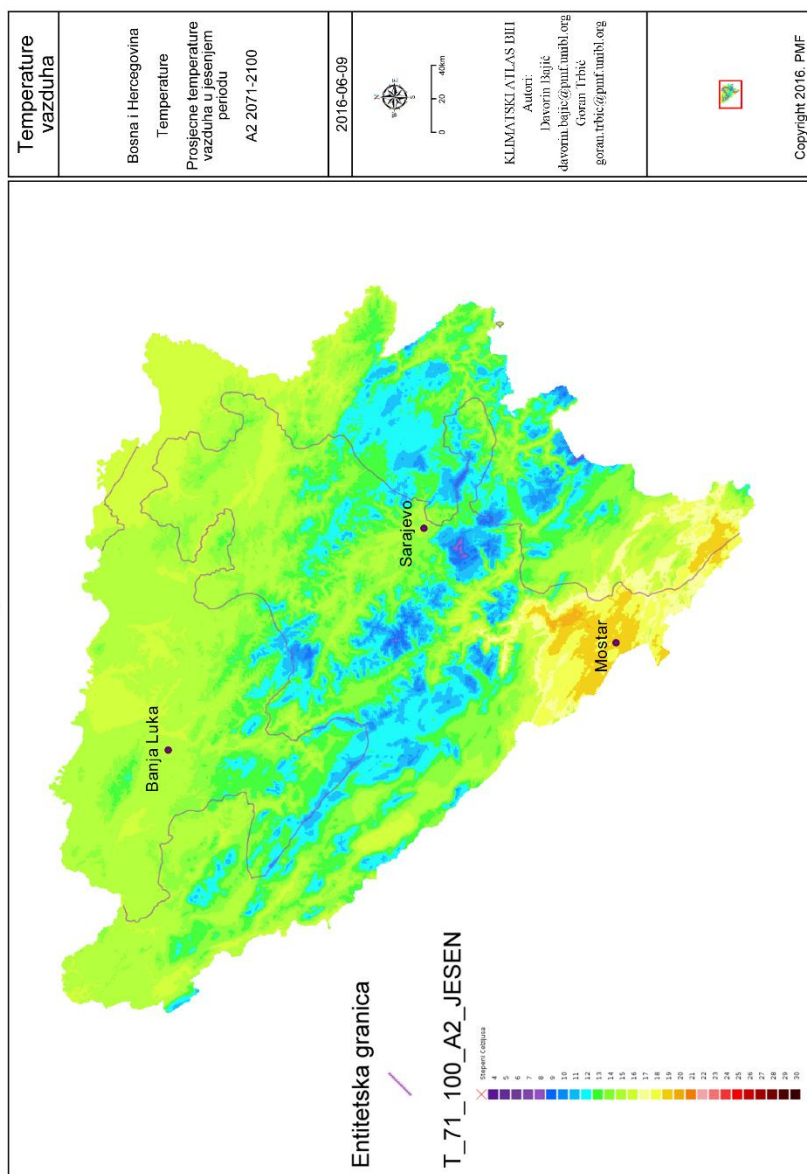 Temperature
vazduha
Bosna i Hercegovina
Temperature
Prosjecne temperature
vazduha u jesenjem
periodu
A2 2071-2100
2016-06-09
N
W
E
S
0 20 40km
KLIMATSKI ATLAS BIH
Autori:
Davorin Bajić
davorin.bajic@pmf.unibl.org
Goran Trbić
goran.trbic@pmf.unibl.org
Copyright 2016. PMF
Banja Luka
Sarajevo
Mostar
Entitetska granica
T_71_100_A2_JESEN
Stepeni Celzijusa
4
5
6
7
8
9
10
11
12
13
14
15
16
17
18
19
20
21
22
23
24
25
26
27
28
29
30